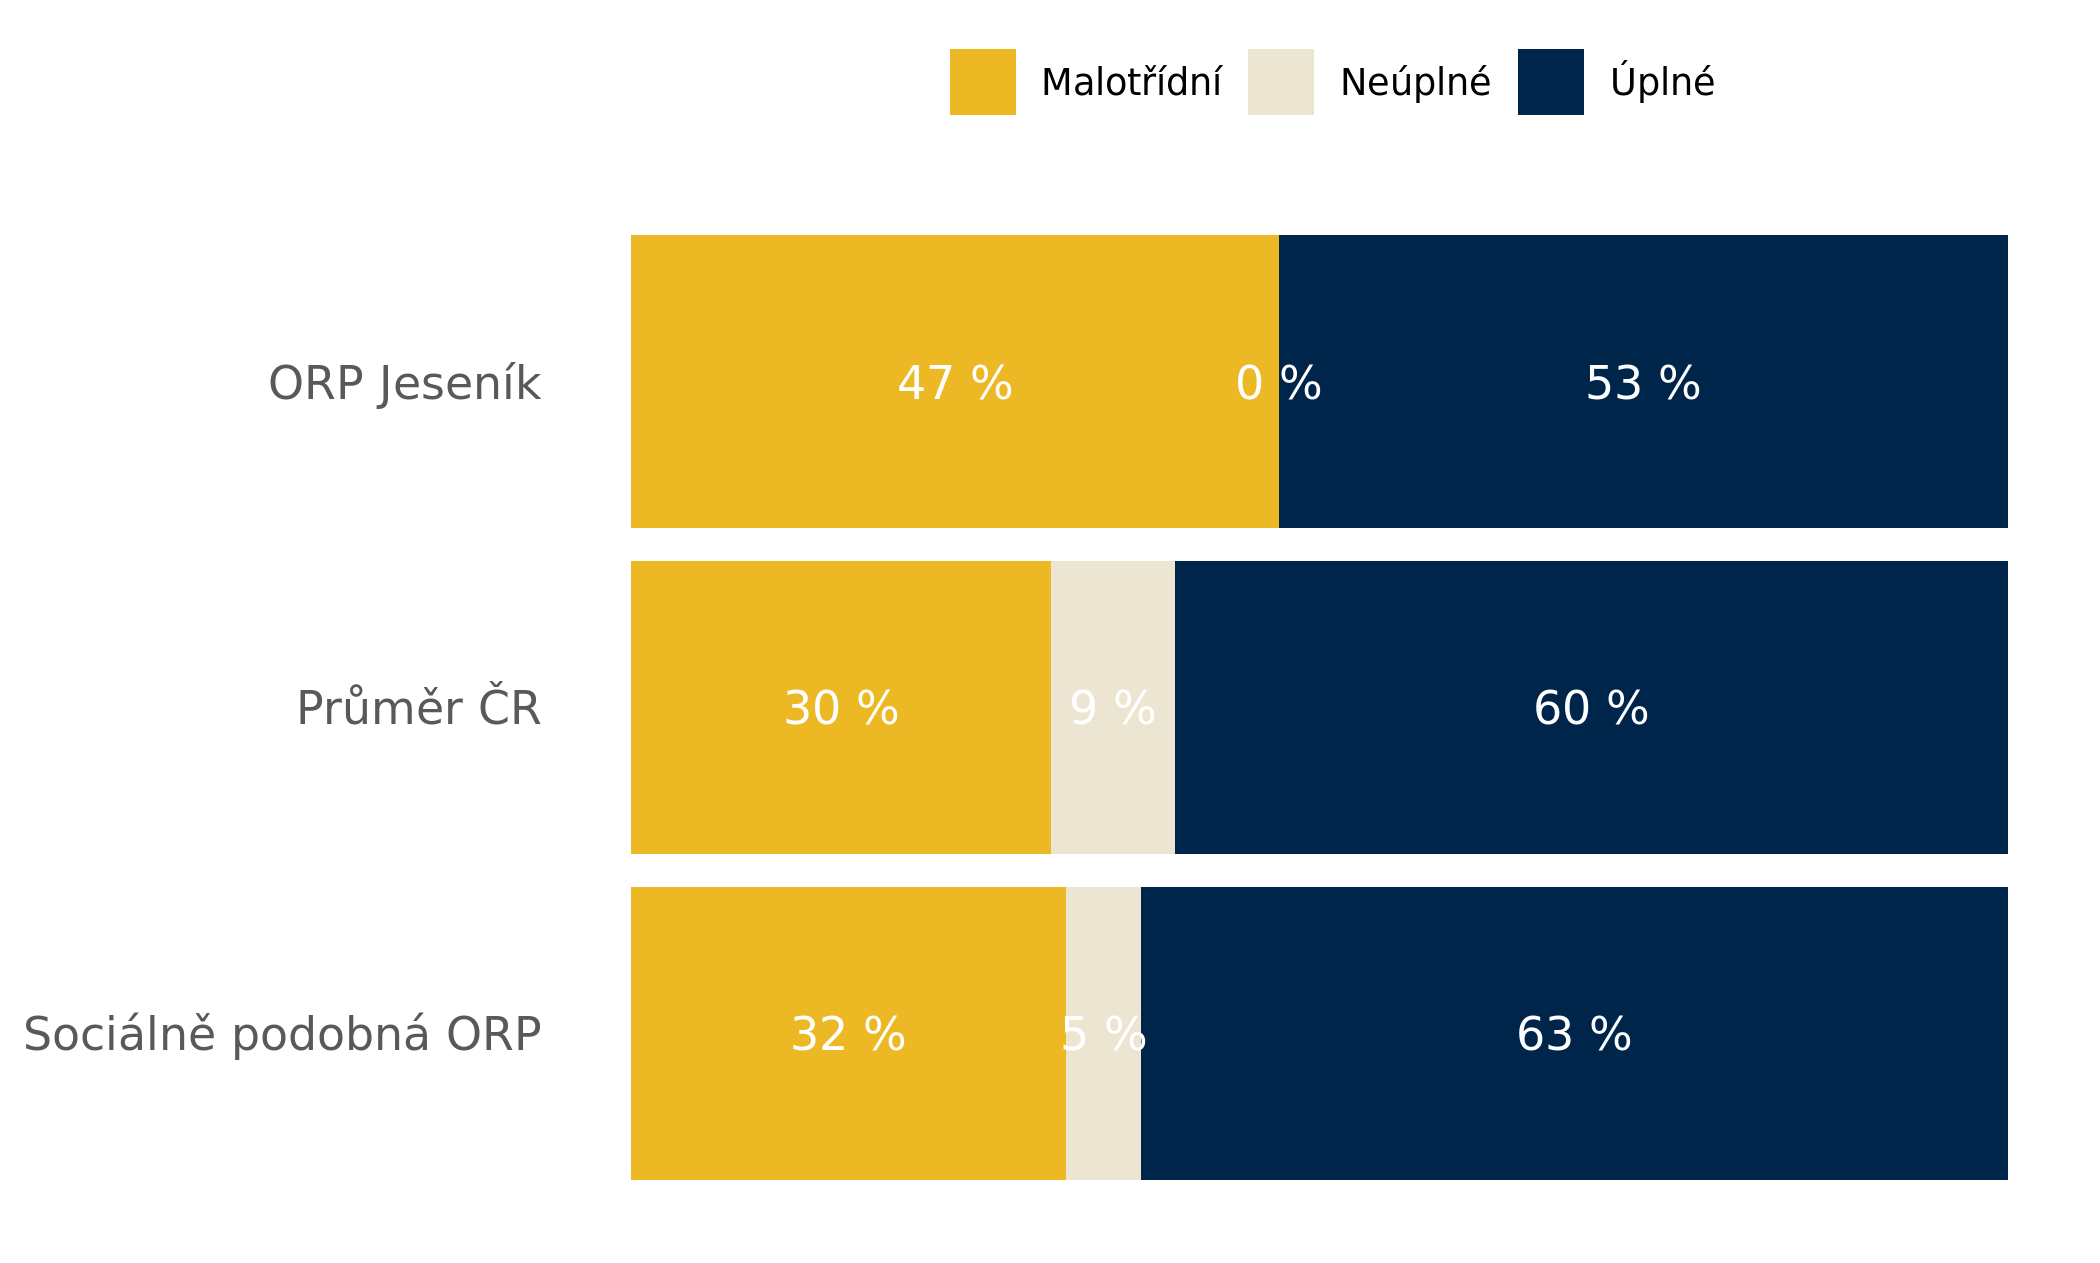 Malotřídní Neúplné Úplné
ORP Jeseník 47 % 0 % 53 %
Průměr ČR 30 % 9 % 60 %
Sociálně podobná ORP 32 % 5 % 63 %